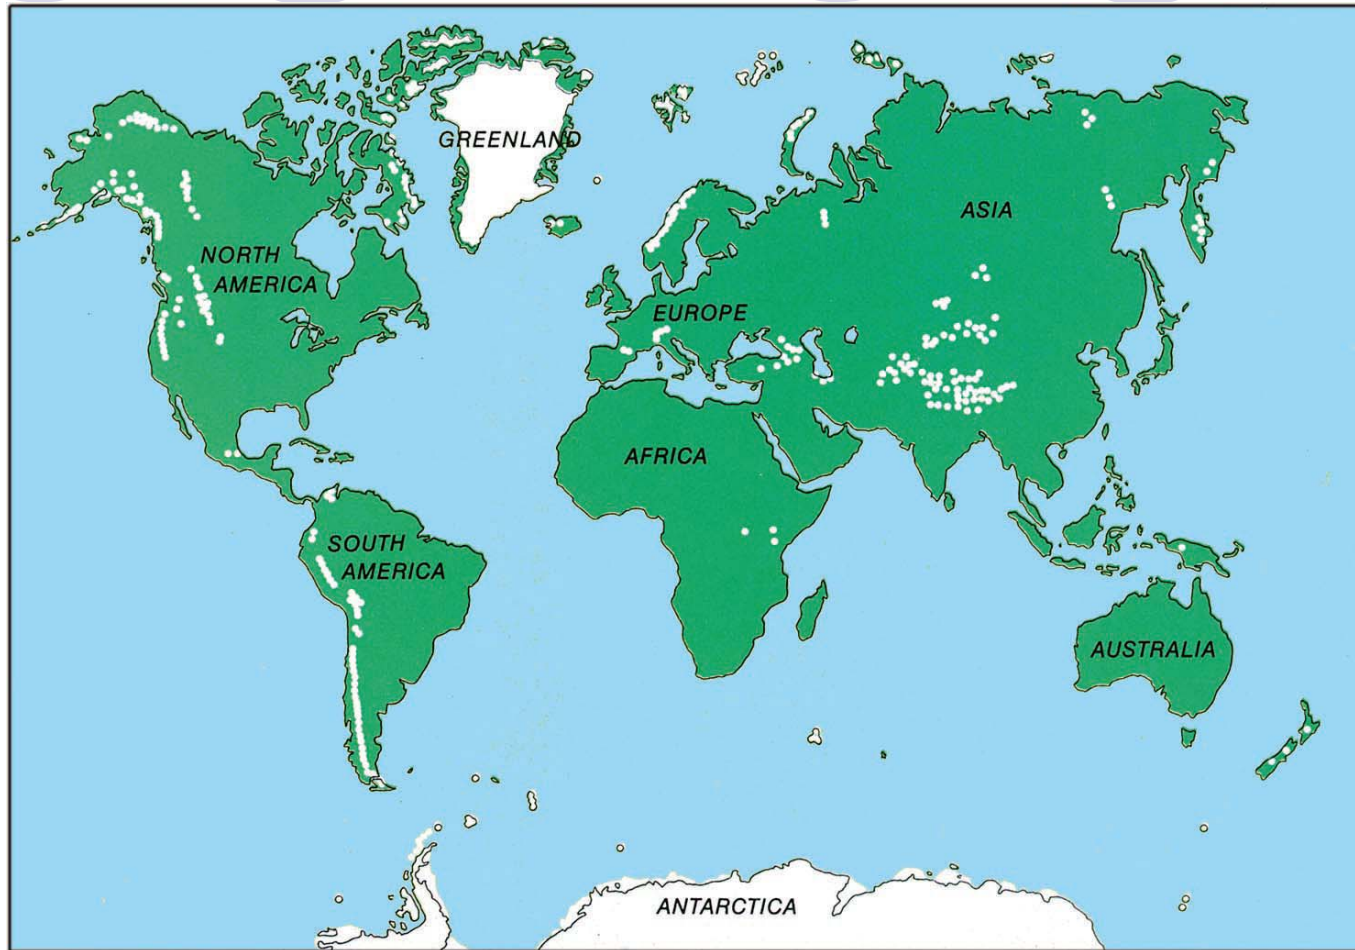 GREENLAND
ASIA
NORTH
AMERICA
EUROPE
AFRICA
SOUTH
AMERICA
AUSTRALIA
ANTARCTICA